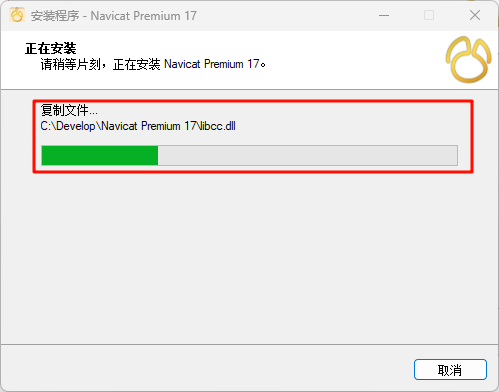 安装程序 - Navicat Premium 17
正在安装
请稍等片刻，正在安装 Navicat Premium 17。
复制文件...
C:\Develop\Navicat Premium 17\libcc.dll
取消